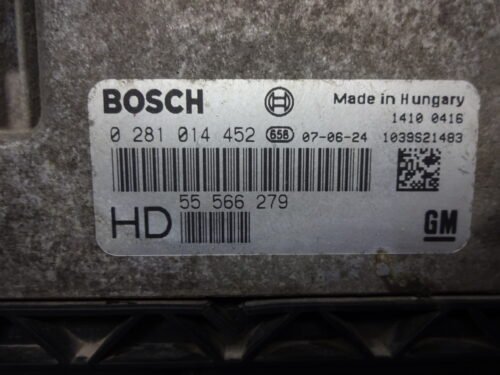 BOSCH Made in Hungary
1410 0416
0 281 014 452 658 07-06-24 1039S21483
55 566 279
HD
GM